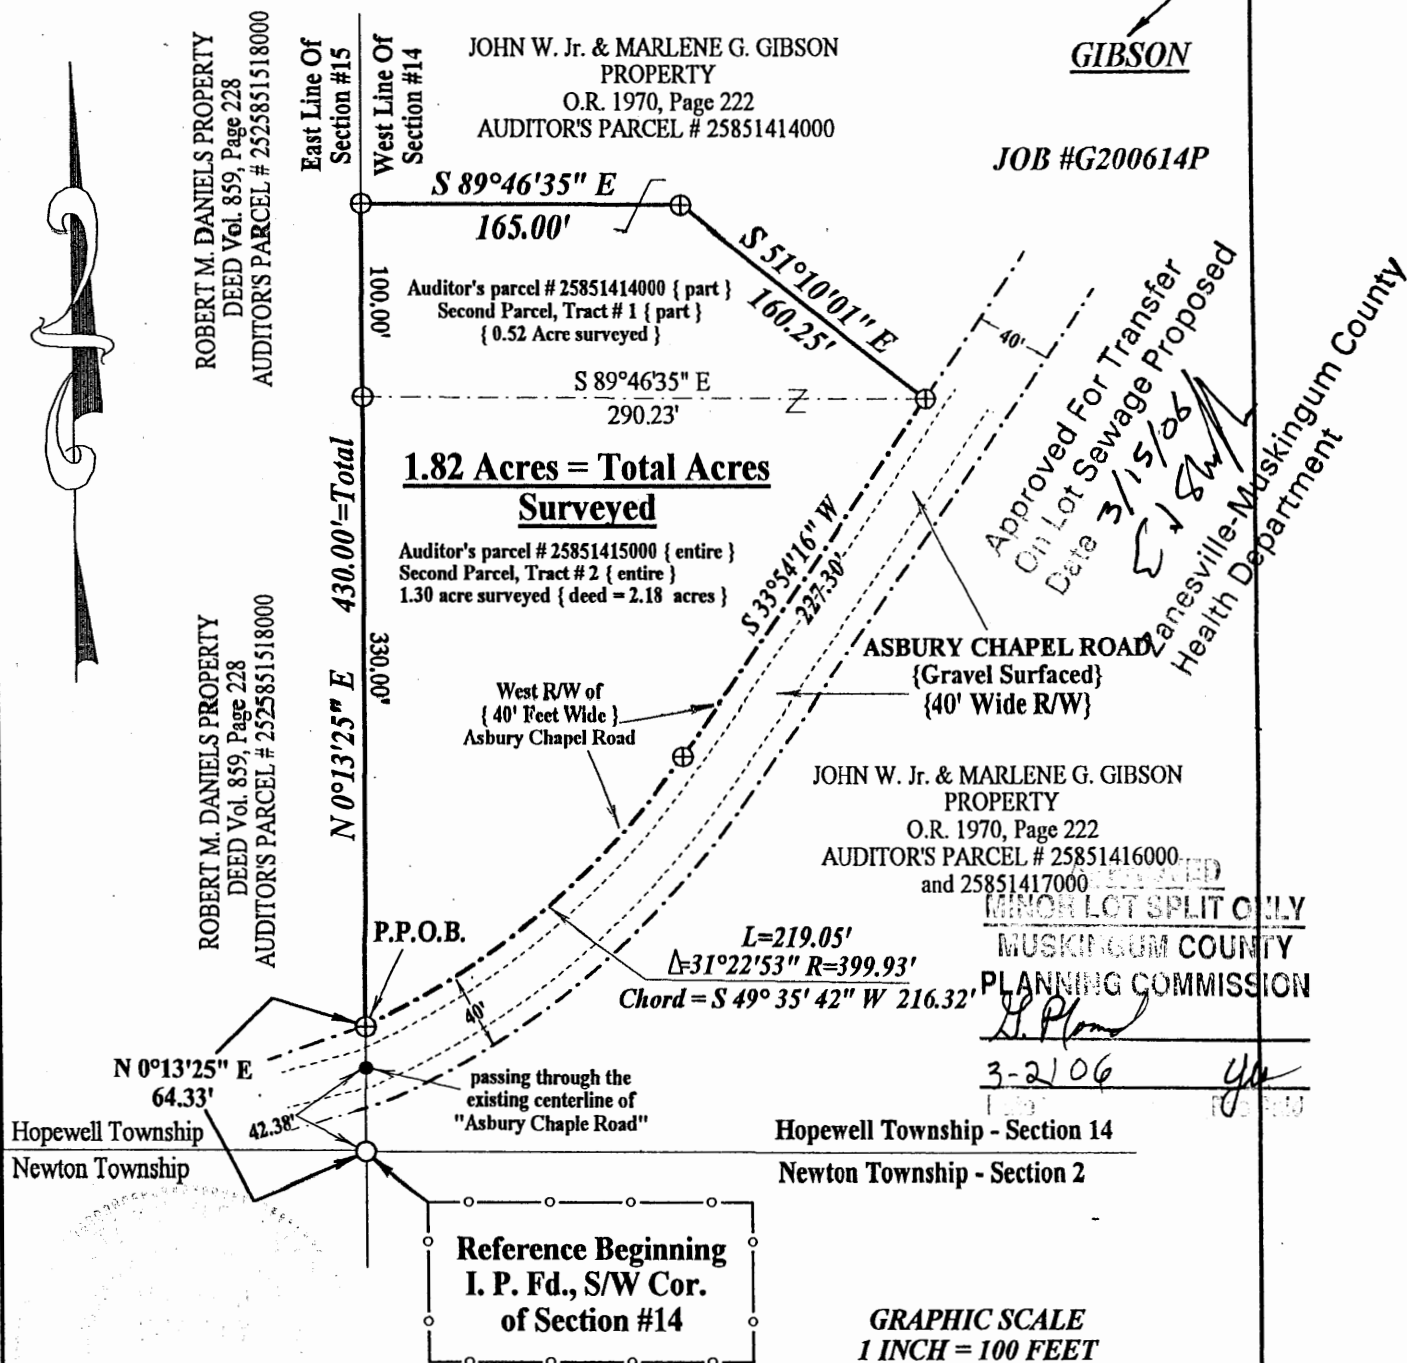 GIBSON
JOB #G200614P
ROBERT M. DANIELS PROPERTY
DEED Vol. 859, Page 228
AUDITOR'S PARCEL # 2525851518000
East Line Of
Section #15
West Line Of
Section #14
JOHN W. Jr. & MARLENE G. GIBSON
PROPERTY
O.R. 1970, Page 222
AUDITOR'S PARCEL # 25851414000
S 89°46'35" E
165.00'
S 51°10'01" E
160.25'
100.00'
Auditor's parcel # 25851414000 { part }
Second Parcel, Tract # 1 { part }
{ 0.52 Acre surveyed }
40'
Approved For Transfer
On Lot Sewage Proposed
Date 3/15/06
Zanesville-Muskingum County
Health Department
S 89°46'35" E
290.23'
1.82 Acres = Total Acres
Surveyed
Auditor's parcel # 25851415000 { entire }
Second Parcel, Tract # 2 { entire }
1.30 acre surveyed { deed = 2.18 acres }
N 0°13'25" E 430.00'=Total
330.00'
S 33°54'16" W
227.30'
ASBURY CHAPEL ROAD
{Gravel Surfaced}
{40' Wide R/W}
West R/W of
{ 40' Feet Wide }
Asbury Chapel Road
ROBERT M. DANIELS PROPERTY
DEED Vol. 859, Page 228
AUDITOR'S PARCEL # 2525851518000
JOHN W. Jr. & MARLENE G. GIBSON
PROPERTY
O.R. 1970, Page 222
AUDITOR'S PARCEL # 25851416000
and 25851417000
MINOR LOT SPLIT ONLY
MUSKINGUM COUNTY
PLANNING COMMISSION
3-2/06 yes
P.P.O.B.
L=219.05'
Δ=31°22'53" R=399.93'
Chord = S 49° 35' 42" W 216.32'
40'
N 0°13'25" E
64.33'
42.38'
passing through the
existing centerline of
"Asbury Chaple Road"
Hopewell Township
Newton Township
Hopewell Township - Section 14
Newton Township - Section 2
Reference Beginning
I. P. Fd., S/W Cor.
of Section #14
GRAPHIC SCALE
1 INCH = 100 FEET